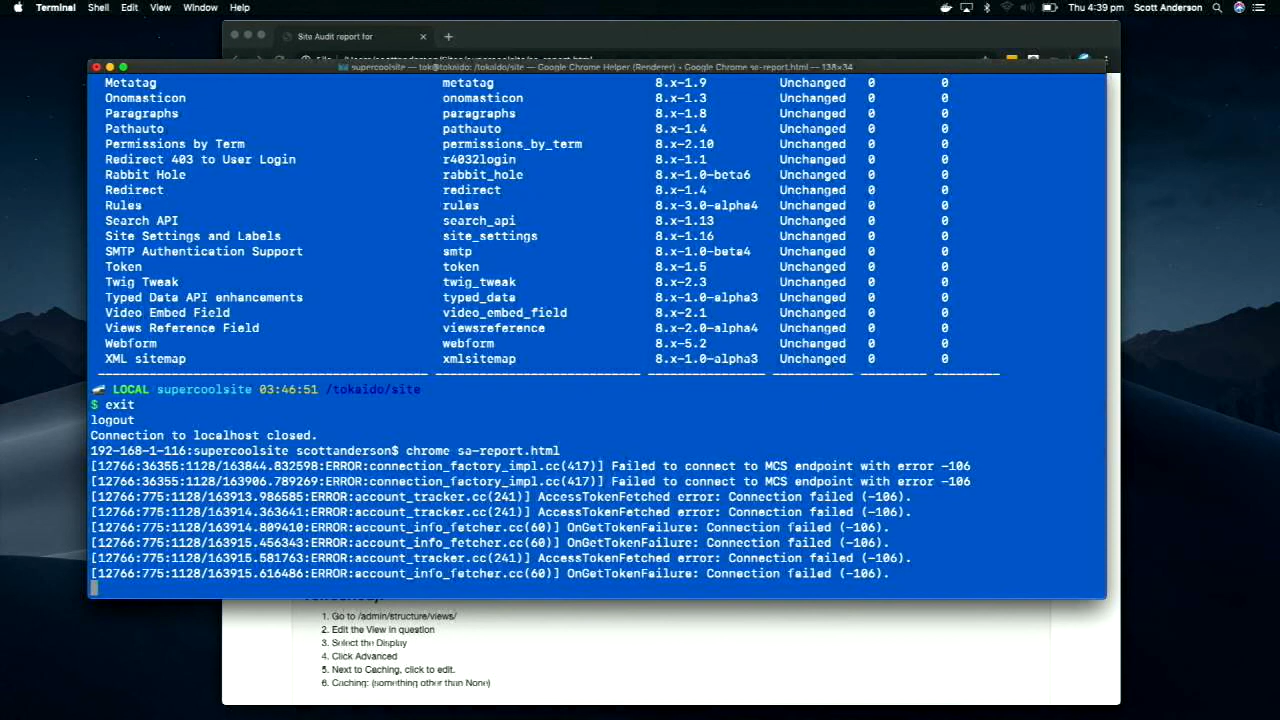 Terminal Shell Edit View Window Help Thu 4:39 pm Scott Anderson
Site Audit report for
supercoolsite — tok@tokaido: /tokaido/site — Google Chrome Helper (Renderer) • Google Chrome sa-report.html — 138×34
Metatag metatag 8.x-1.9 Unchanged 0 0
Onomasticon onomasticon 8.x-1.3 Unchanged 0 0
Paragraphs paragraphs 8.x-1.8 Unchanged 0 0
Pathauto pathauto 8.x-1.4 Unchanged 0 0
Permissions by Term permissions_by_term 8.x-2.10 Unchanged 0 0
Redirect 403 to User Login r4032login 8.x-1.1 Unchanged 0 0
Rabbit Hole rabbit_hole 8.x-1.0-beta6 Unchanged 0 0
Redirect redirect 8.x-1.4 Unchanged 0 0
Rules rules 8.x-3.0-alpha4 Unchanged 0 0
Search API search_api 8.x-1.13 Unchanged 0 0
Site Settings and Labels site_settings 8.x-1.16 Unchanged 0 0
SMTP Authentication Support smtp 8.x-1.0-beta4 Unchanged 0 0
Token token 8.x-1.5 Unchanged 0 0
Twig Tweak twig_tweak 8.x-2.3 Unchanged 0 0
Typed Data API enhancements typed_data 8.x-1.0-alpha3 Unchanged 0 0
Video Embed Field video_embed_field 8.x-2.1 Unchanged 0 0
Views Reference Field viewsreference 8.x-2.0-alpha4 Unchanged 0 0
Webform webform 8.x-5.2 Unchanged 0 0
XML sitemap xmlsitemap 8.x-1.0-alpha3 Unchanged 0 0
LOCAL supercoolsite 03:46:51 /tokaido/site
$ exit
logout
Connection to localhost closed.
192-168-1-116:supercoolsite scottanderson$ chrome sa-report.html
[12766:36355:1128/163844.832598:ERROR:connection_factory_impl.cc(417)] Failed to connect to MCS endpoint with error -106
[12766:36355:1128/163906.789269:ERROR:connection_factory_impl.cc(417)] Failed to connect to MCS endpoint with error -106
[12766:775:1128/163913.986585:ERROR:account_tracker.cc(241)] AccessTokenFetched error: Connection failed (-106).
[12766:775:1128/163914.363641:ERROR:account_tracker.cc(241)] AccessTokenFetched error: Connection failed (-106).
[12766:775:1128/163914.809410:ERROR:account_info_fetcher.cc(60)] OnGetTokenFailure: Connection failed (-106).
[12766:775:1128/163915.456343:ERROR:account_info_fetcher.cc(60)] OnGetTokenFailure: Connection failed (-106).
[12766:775:1128/163915.581763:ERROR:account_tracker.cc(241)] AccessTokenFetched error: Connection failed (-106).
[12766:775:1128/163915.616486:ERROR:account_info_fetcher.cc(60)] OnGetTokenFailure: Connection failed (-106).
1. Go to /admin/structure/views/
2. Edit the View in question
3. Select the Display
4. Click Advanced
5. Next to Caching, click to edit.
6. Caching: (something other than None)